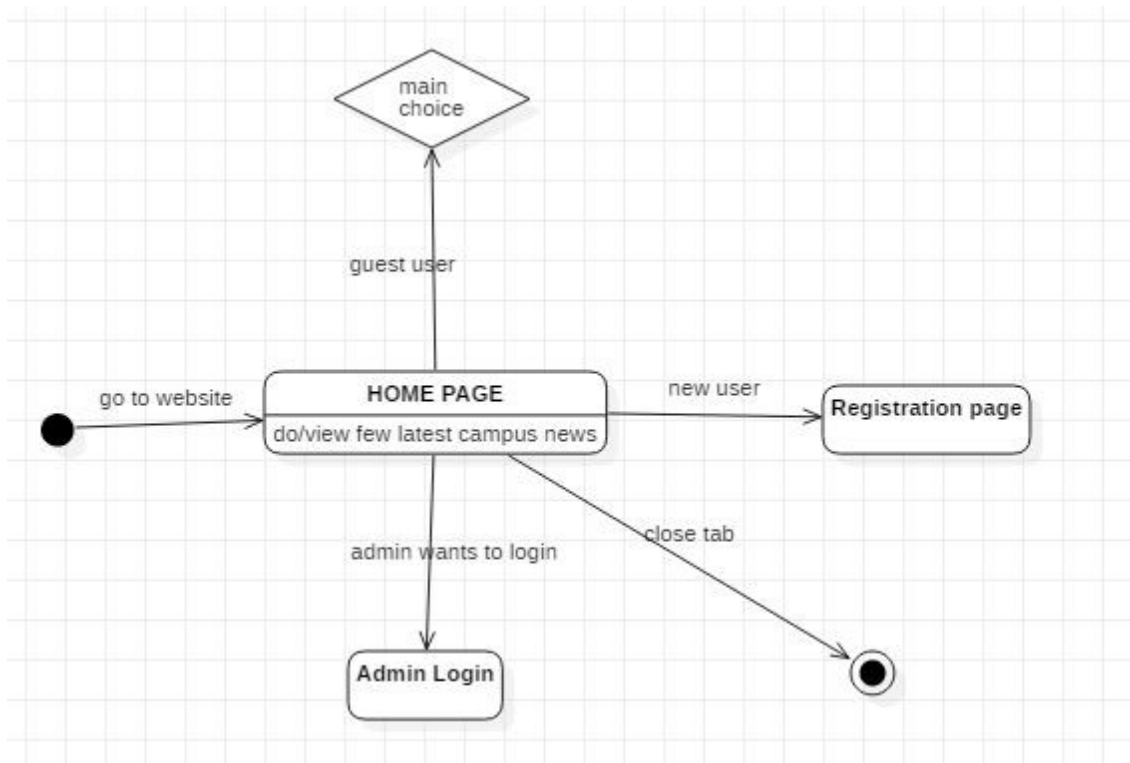 main
choice
guest user
go to website
HOME PAGE
do/view few latest campus news
new user
Registration page
admin wants to login
close tab
Admin Login